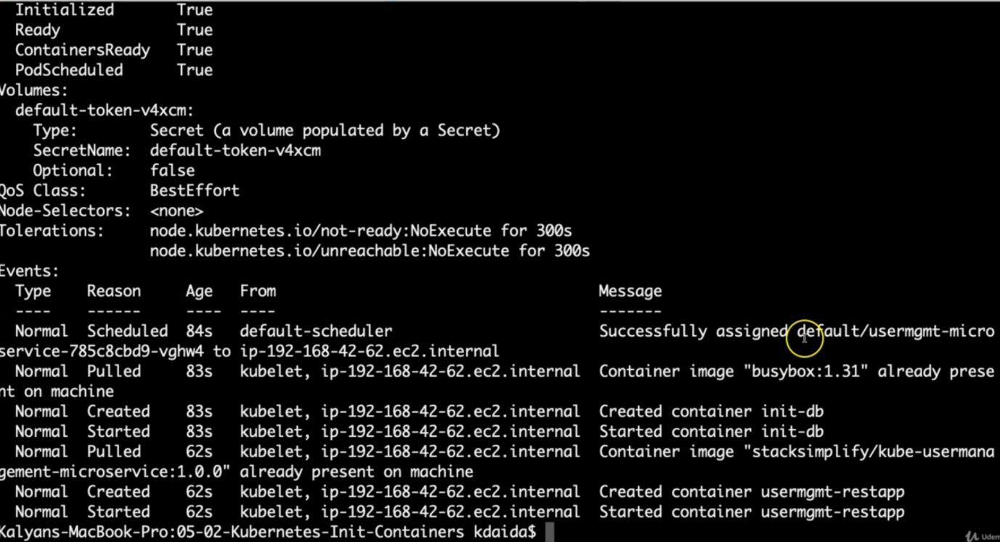 Initialized       True
Ready             True
ContainersReady   True
PodScheduled      True
Volumes:
default-token-v4xcm:
Type:        Secret (a volume populated by a Secret)
SecretName:  default-token-v4xcm
Optional:    false
QoS Class:       BestEffort
Node-Selectors:  <none>
Tolerations:     node.kubernetes.io/not-ready:NoExecute for 300s
node.kubernetes.io/unreachable:NoExecute for 300s
Events:
Type    Reason     Age   From                                    Message
----    ------     ----  ----                                    -------
Normal  Scheduled  84s   default-scheduler                       Successfully assigned default/usermgmt-micro
service-785c8cbd9-vghw4 to ip-192-168-42-62.ec2.internal
Normal  Pulled     83s   kubelet, ip-192-168-42-62.ec2.internal  Container image "busybox:1.31" already prese
nt on machine
Normal  Created    83s   kubelet, ip-192-168-42-62.ec2.internal  Created container init-db
Normal  Started    83s   kubelet, ip-192-168-42-62.ec2.internal  Started container init-db
Normal  Pulled     62s   kubelet, ip-192-168-42-62.ec2.internal  Container image "stacksimplify/kube-usermana
gement-microservice:1.0.0" already present on machine
Normal  Created    62s   kubelet, ip-192-168-42-62.ec2.internal  Created container usermgmt-restapp
Normal  Started    62s   kubelet, ip-192-168-42-62.ec2.internal  Started container usermgmt-restapp
Kalyans-MacBook-Pro:05-02-Kubernetes-Init-Containers kdaida$